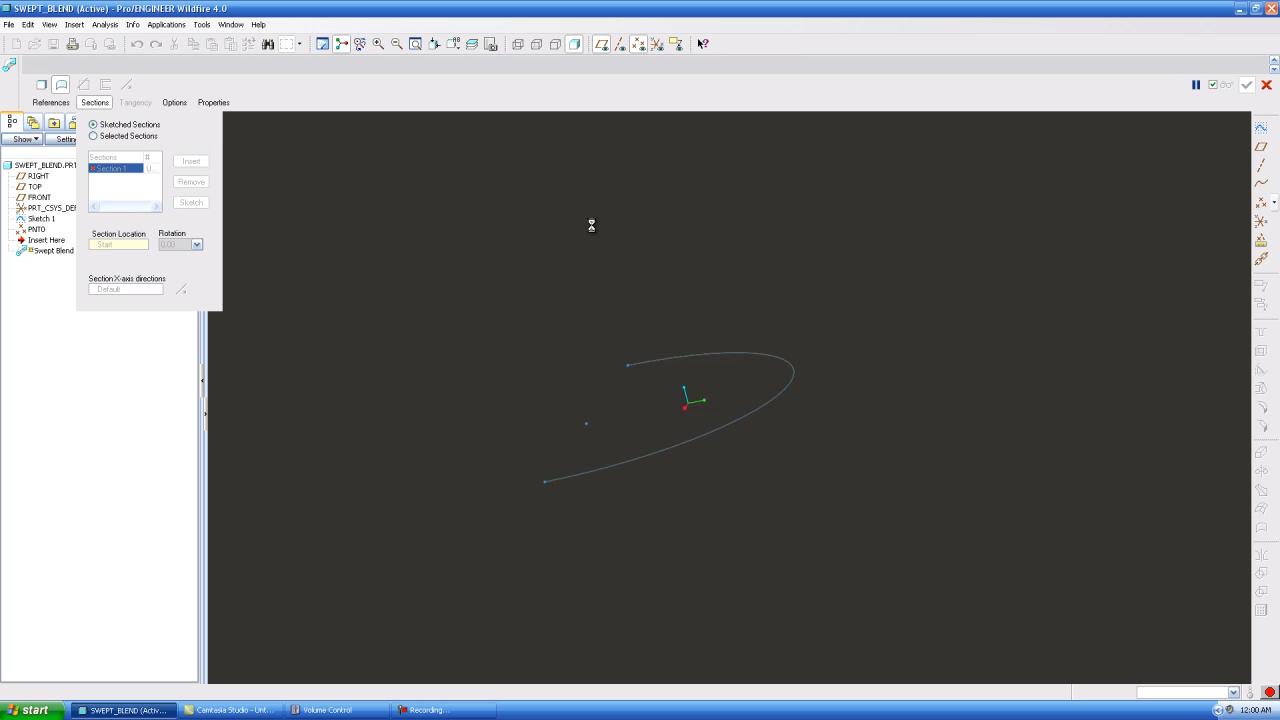 SWEPT_BLEND (Active) - Pro/ENGINEER Wildfire 4.0
File Edit View Insert Analysis Info Applications Tools Window Help
References Sections Tangency Options Properties
Show
Sketched Sections
Selected Sections
Sections #
Section 1 U...
Insert
Remove
Sketch
Section Location Rotation
Start 0.00
Section X-axis directions
Default
SWEPT_BLEND.PRT
RIGHT
TOP
FRONT
Sketch 1
PNT0
Insert Here
Swept Blend
start SWEPT_BLEND (Activ... Camtasia Studio - Unt... Volume Control Recording... 12:00 AM